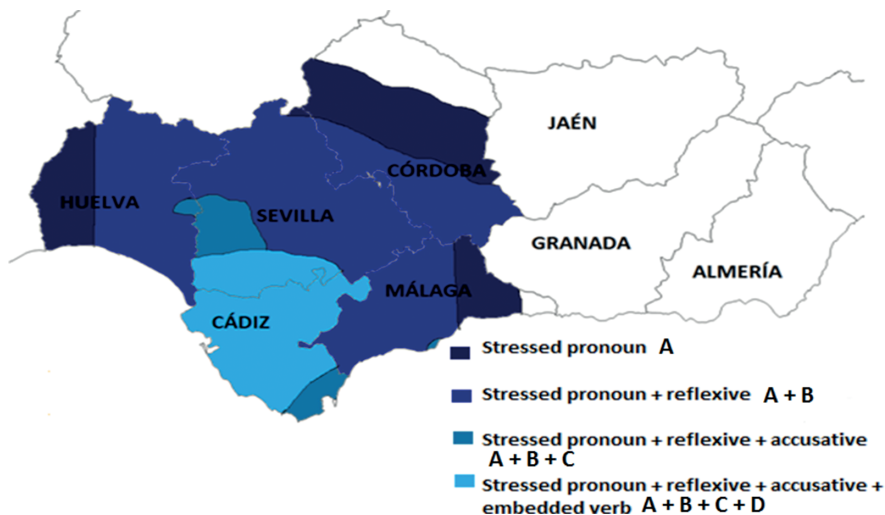 JAÉN
CÓRDOBA
HUELVA
SEVILLA
GRANADA
ALMERÍA
MÁLAGA
CÁDIZ
Stressed pronoun A
Stressed pronoun + reflexive A + B
Stressed pronoun + reflexive + accusative
A + B + C
Stressed pronoun + reflexive + accusative +
embedded verb A + B + C + D